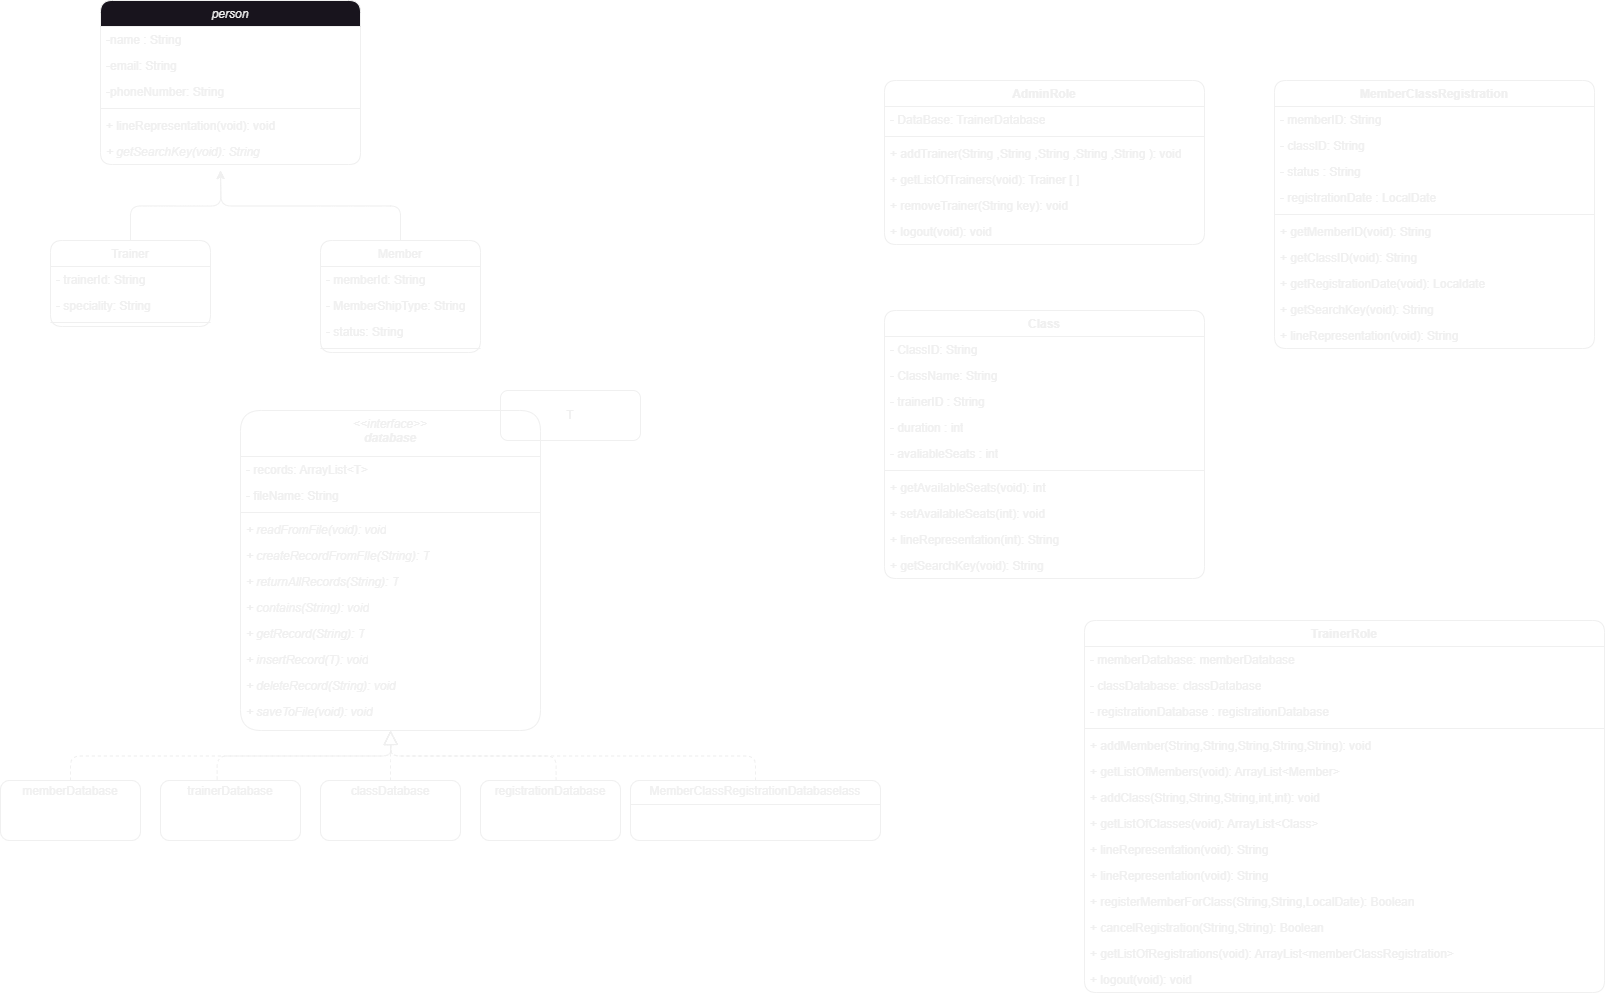 person
-name : String
-email: String
-phoneNumber: String
+ lineRepresentation(void): void
+ getSearchKey(void): String
Trainer
- trainerId: String
- speciality: String
Member
- memberId: String
- MemberShipType: String
- status: String
<<interface>>
database
T
- records: ArrayList<T>
- fileName: String
+ readFromFile(void): void
+ createRecordFromFile(String): T
+ returnAllRecords(String): T
+ contains(String): void
+ getRecord(String): T
+ insertRecord(T): void
+ deleteRecord(String): void
+ saveToFile(void): void
memberDatabase
trainerDatabase
classDatabase
registrationDatabase
MemberClassRegistrationDatabaselass
AdminRole
- DataBase: TrainerDatabase
+ addTrainer(String ,String ,String ,String ,String ): void
+ getListOfTrainers(void): Trainer [ ]
+ removeTrainer(String key): void
+ logout(void): void
Class
- ClassID: String
- ClassName: String
- trainerID : String
- duration : int
- avaliableSeats : int
+ getAvailableSeats(void): int
+ setAvailableSeats(int): void
+ lineRepresentation(int): String
+ getSearchKey(void): String
MemberClassRegistration
- memberID: String
- classID: String
- status : String
- registrationDate : LocalDate
+ getMemberID(void): String
+ getClassID(void): String
+ getRegistrationDate(void): Localdate
+ getSearchKey(void): String
+ lineRepresentation(void): String
TrainerRole
- memberDatabase: memberDatabase
- classDatabase: classDatabase
- registrationDatabase : registrationDatabase
+ addMember(String,String,String,String,String): void
+ getListOfMembers(void): ArrayList<Member>
+ addClass(String,String,String,int,int): void
+ getListOfClasses(void): ArrayList<Class>
+ lineRepresentation(void): String
+ lineRepresentation(void): String
+ registerMemberForClass(String,String,LocalDate): Boolean
+ cancelRegistration(String,String): Boolean
+ getListOfRegistrations(void): ArrayList<memberClassRegistration>
+ logout(void): void